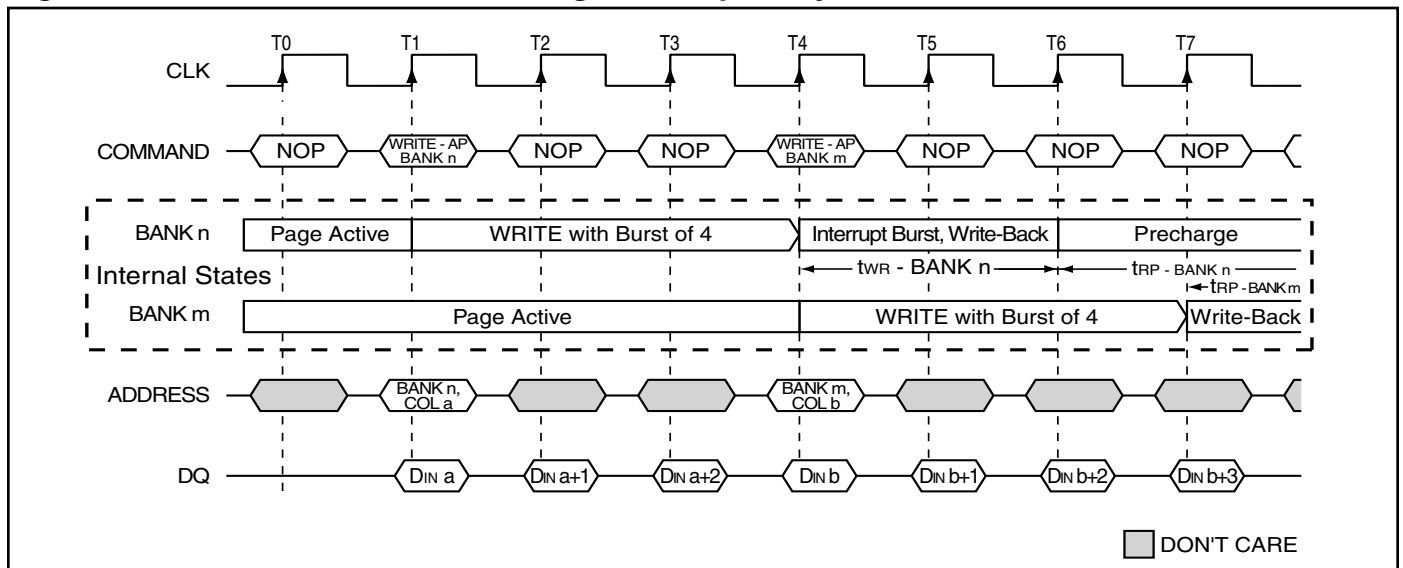 T0 T1 T2 T3 T4 T5 T6 T7
CLK
COMMAND NOP WRITE - AP BANK n NOP NOP WRITE - AP BANK m NOP NOP NOP
BANK n Page Active WRITE with Burst of 4 Interrupt Burst, Write-Back Precharge
Internal States tWR - BANK n tRP - BANK n
tRP - BANK m
BANK m Page Active WRITE with Burst of 4 Write-Back
ADDRESS BANK n, COL a BANK m, COL b
DQ DIN a DIN a+1 DIN a+2 DIN b DIN b+1 DIN b+2 DIN b+3
DON'T CARE